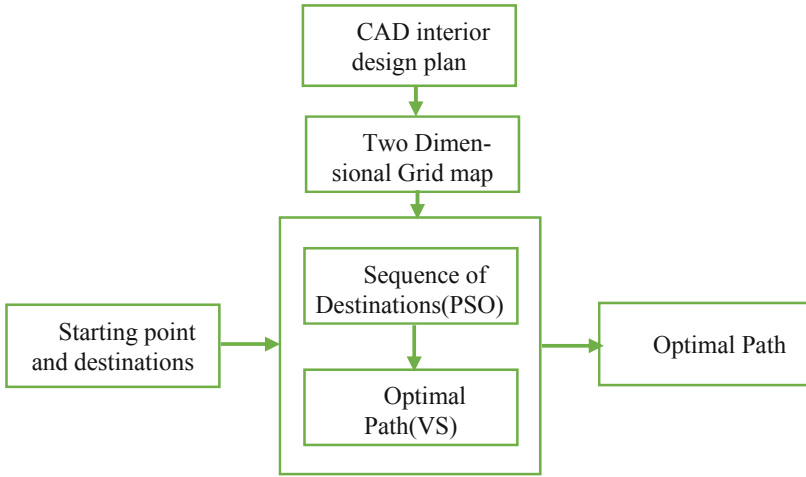 CAD interior
design plan
Two Dimen-
sional Grid map
Sequence of
Destinations(PSO)
Starting point
and destinations
Optimal Path
Optimal
Path(VS)